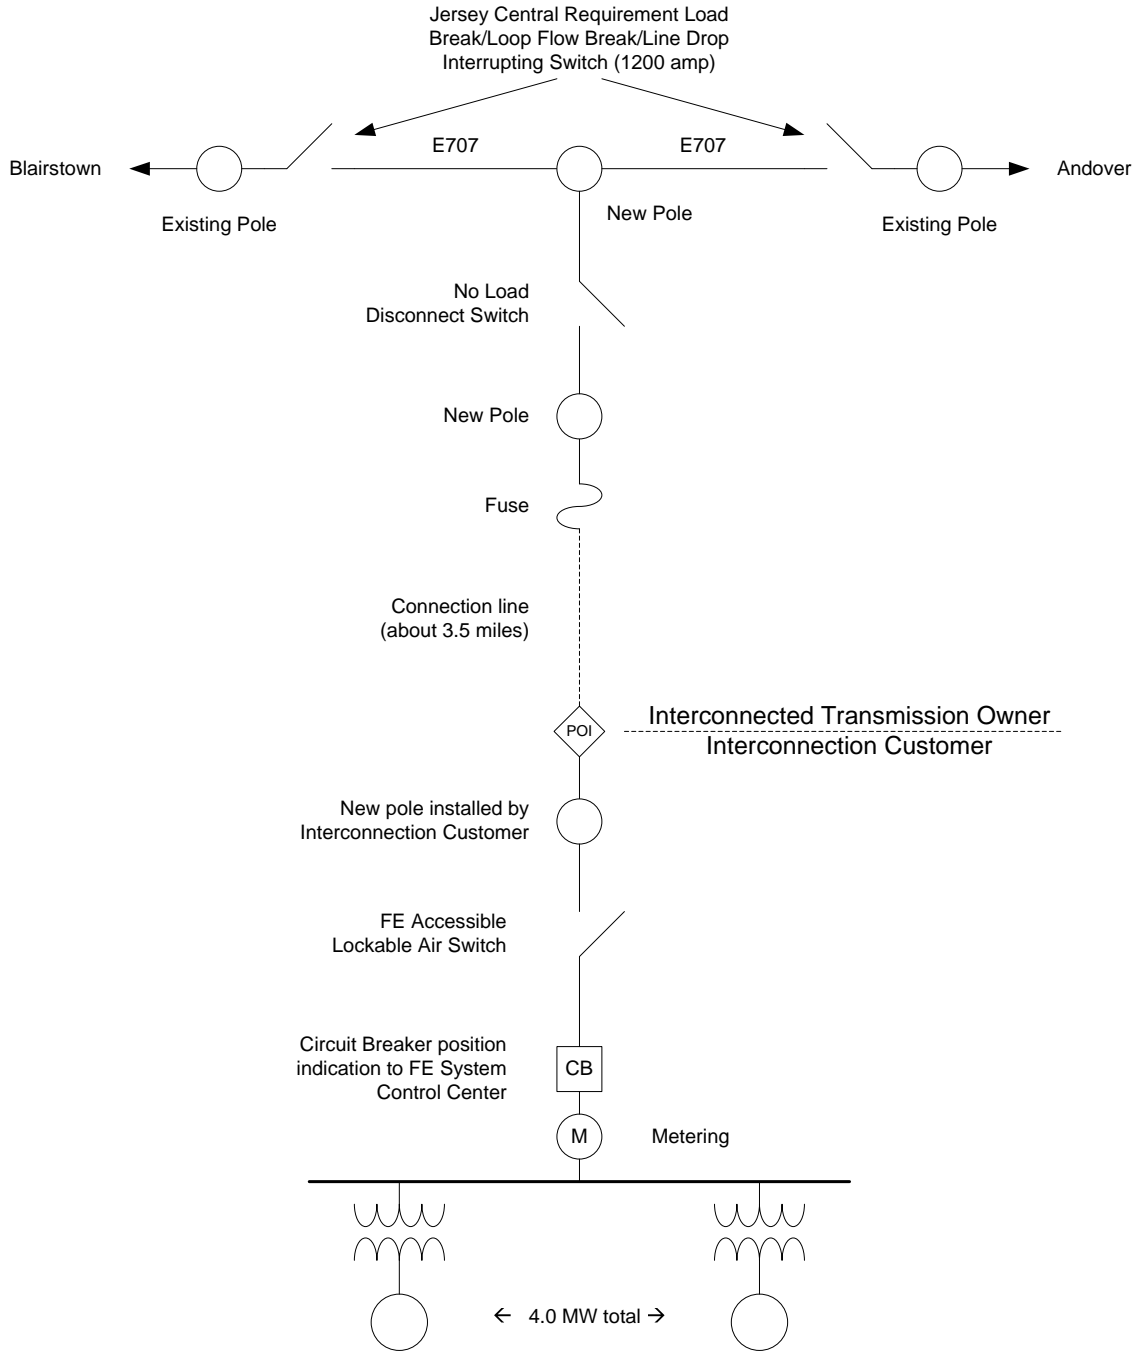 Jersey Central Requirement Load
Break/Loop Flow Break/Line Drop
Interrupting Switch (1200 amp)
E707
E707
Blairstown
Andover
Existing Pole
New Pole
Existing Pole
No Load
Disconnect Switch
New Pole
Fuse
Connection line
(about 3.5 miles)
POI
Interconnected Transmission Owner
Interconnection Customer
New pole installed by
Interconnection Customer
FE Accessible
Lockable Air Switch
Circuit Breaker position
indication to FE System
Control Center
CB
M
Metering
← 4.0 MW total →